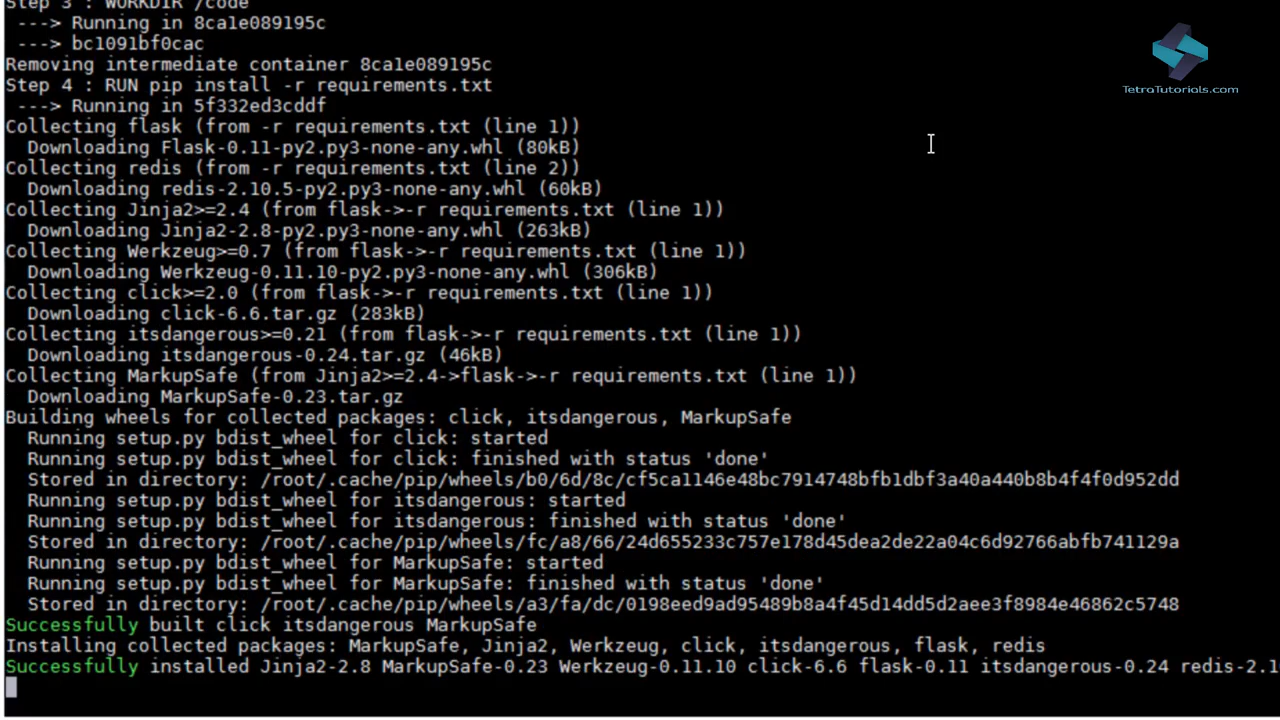 Step 3 : WORKDIR /code
---> Running in 8ca1e089195c
---> bc1091bf0cac
Removing intermediate container 8ca1e089195c
Step 4 : RUN pip install -r requirements.txt
---> Running in 5f332ed3cddf
Collecting flask (from -r requirements.txt (line 1))
Downloading Flask-0.11-py2.py3-none-any.whl (80kB)
Collecting redis (from -r requirements.txt (line 2))
Downloading redis-2.10.5-py2.py3-none-any.whl (60kB)
Collecting Jinja2>=2.4 (from flask->-r requirements.txt (line 1))
Downloading Jinja2-2.8-py2.py3-none-any.whl (263kB)
Collecting Werkzeug>=0.7 (from flask->-r requirements.txt (line 1))
Downloading Werkzeug-0.11.10-py2.py3-none-any.whl (306kB)
Collecting click>=2.0 (from flask->-r requirements.txt (line 1))
Downloading click-6.6.tar.gz (283kB)
Collecting itsdangerous>=0.21 (from flask->-r requirements.txt (line 1))
Downloading itsdangerous-0.24.tar.gz (46kB)
Collecting MarkupSafe (from Jinja2>=2.4->flask->-r requirements.txt (line 1))
Downloading MarkupSafe-0.23.tar.gz
Building wheels for collected packages: click, itsdangerous, MarkupSafe
Running setup.py bdist_wheel for click: started
Running setup.py bdist_wheel for click: finished with status 'done'
Stored in directory: /root/.cache/pip/wheels/b0/6d/8c/cf5ca1146e48bc7914748bfb1dbf3a40a440b8b4f4f0d952dd
Running setup.py bdist_wheel for itsdangerous: started
Running setup.py bdist_wheel for itsdangerous: finished with status 'done'
Stored in directory: /root/.cache/pip/wheels/fc/a8/66/24d655233c757e178d45dea2de22a04c6d92766abfb741129a
Running setup.py bdist_wheel for MarkupSafe: started
Running setup.py bdist_wheel for MarkupSafe: finished with status 'done'
Stored in directory: /root/.cache/pip/wheels/a3/fa/dc/0198eed9ad95489b8a4f45d14dd5d2aee3f8984e46862c5748
Successfully built click itsdangerous MarkupSafe
Installing collected packages: MarkupSafe, Jinja2, Werkzeug, click, itsdangerous, flask, redis
Successfully installed Jinja2-2.8 MarkupSafe-0.23 Werkzeug-0.11.10 click-6.6 flask-0.11 itsdangerous-0.24 redis-2.1
TetraTutorials.com